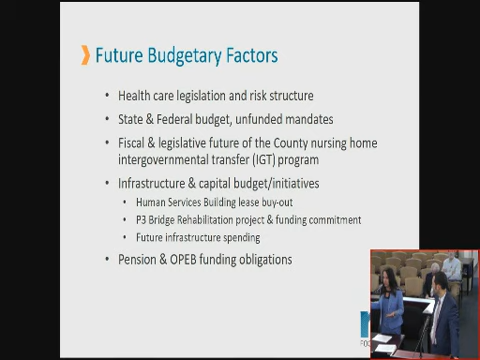 Future Budgetary Factors
• Health care legislation and risk structure
• State & Federal budget, unfunded mandates
• Fiscal & legislative future of the County nursing home
intergovernmental transfer (IGT) program
• Infrastructure & capital budget/initiatives
• Human Services Building lease buy-out
• P3 Bridge Rehabilitation project & funding commitment
• Future infrastructure spending
• Pension & OPEB funding obligations